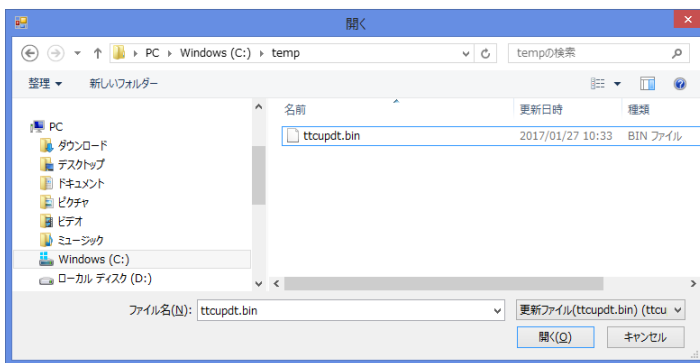 開く
PC › Windows (C:) › temp
tempの検索
整理 新しいフォルダー
名前 更新日時 種類
ttcupdt.bin 2017/01/27 10:33 BIN ファイル
PC
ダウンロード
デスクトップ
ドキュメント
ピクチャ
ビデオ
ミュージック
Windows (C:)
ローカル ディスク (D:)
ファイル名(N): ttcupdt.bin
更新ファイル(ttcupdt.bin) (ttcu
開く(O) キャンセル